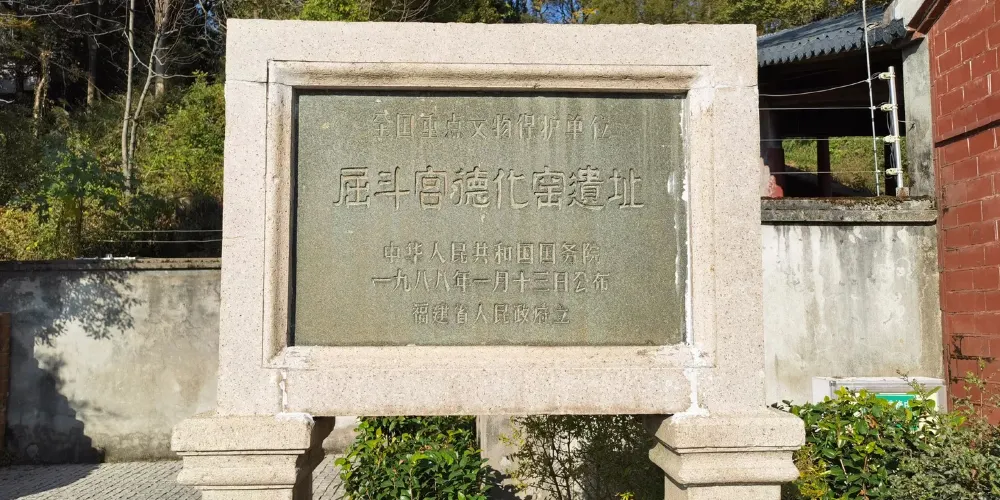 全国重点文物保护单位
屈斗宫德化窑遺址
中华人民共和国国务院
一九八八年一月十三日公布
福建省人民政府立